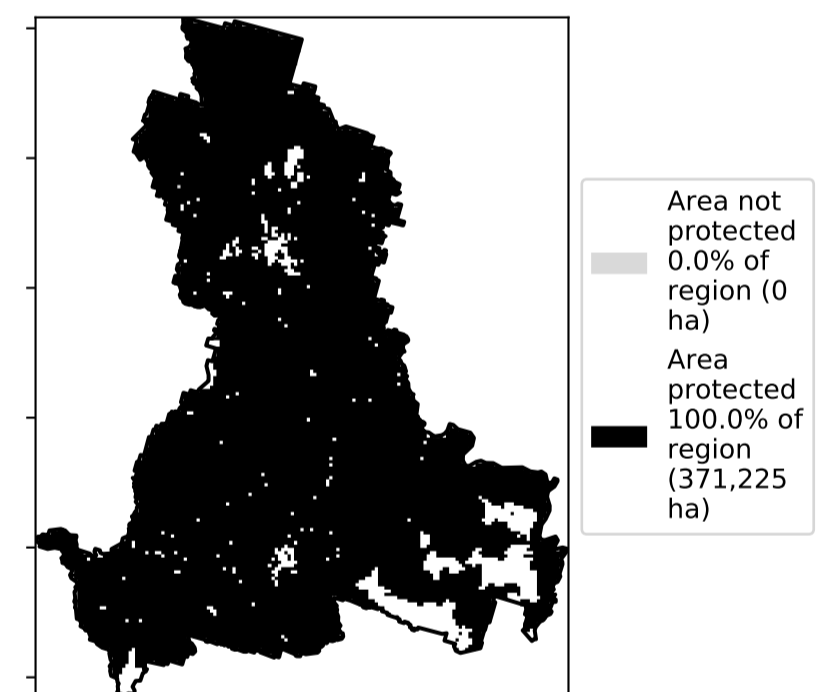 Area not
protected
0.0% of
region (0
ha)
Area
protected
100.0% of
region
(371,225
ha)